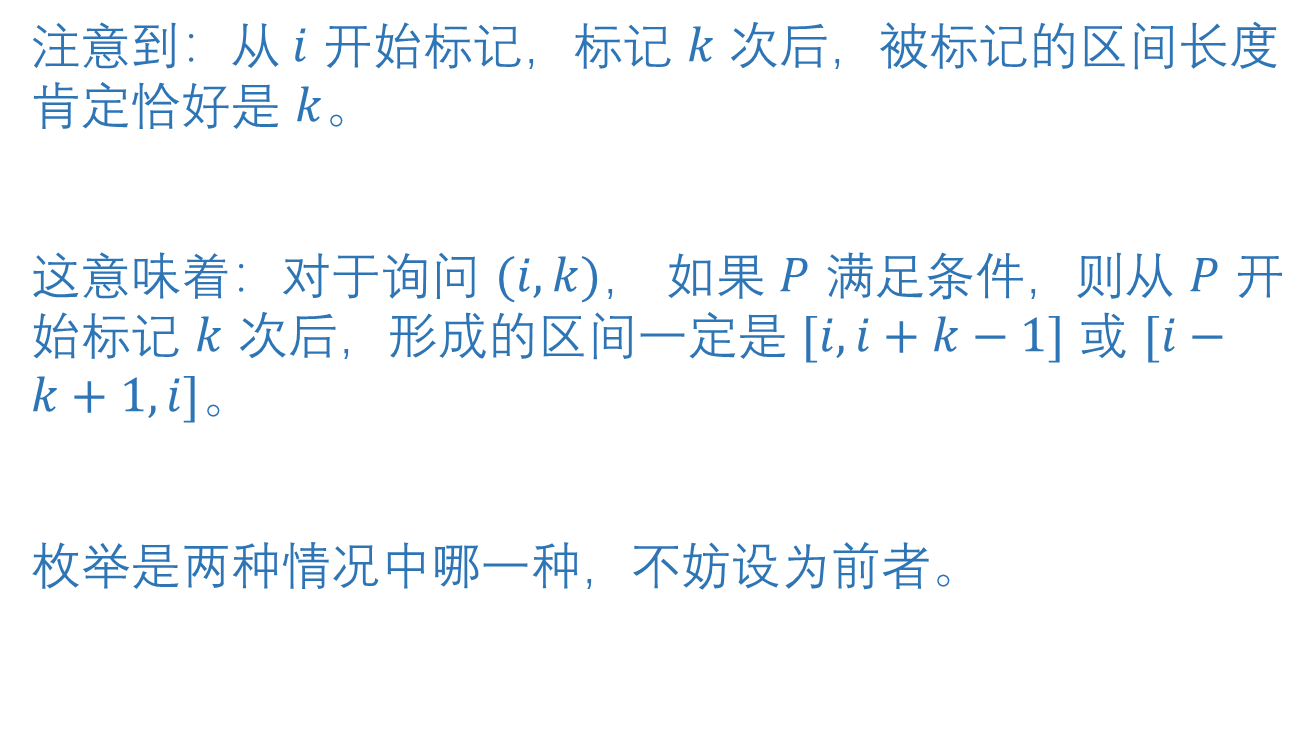 注意到：从 i 开始标记，标记 k 次后，被标记的区间长度
肯定恰好是 k。
这意味着：对于询问 (i, k)， 如果 P 满足条件，则从 P 开
始标记 k 次后，形成的区间一定是 [i, i + k − 1] 或 [i −
k + 1, i]。
枚举是两种情况中哪一种，不妨设为前者。